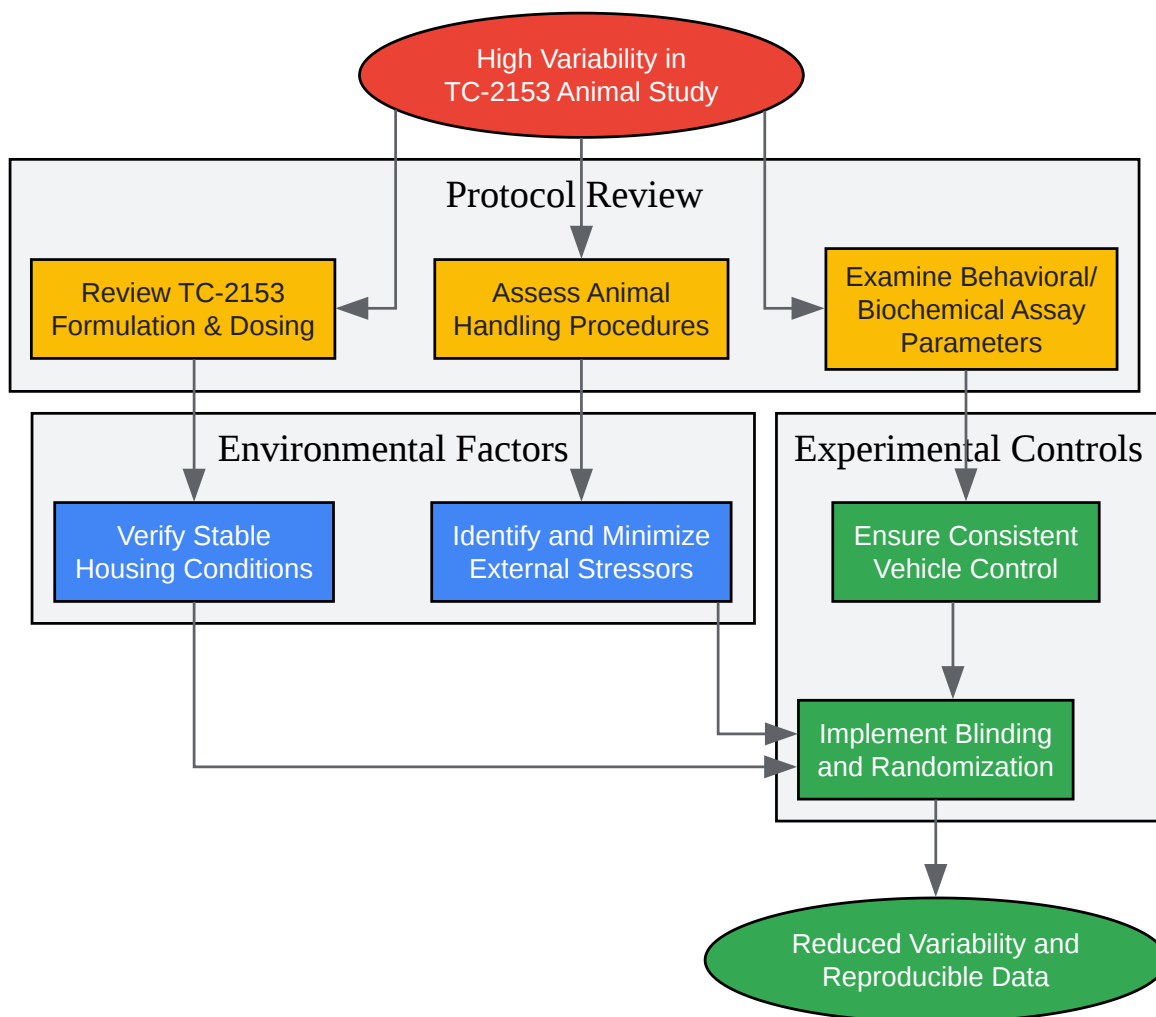 High Variability in
TC-2153 Animal Study
Protocol Review
Review TC-2153
Formulation & Dosing
Assess Animal
Handling Procedures
Examine Behavioral/
Biochemical Assay
Parameters
Environmental Factors
Experimental Controls
Verify Stable
Housing Conditions
Identify and Minimize
External Stressors
Ensure Consistent
Vehicle Control
Implement Blinding
and Randomization
Reduced Variability and
Reproducible Data